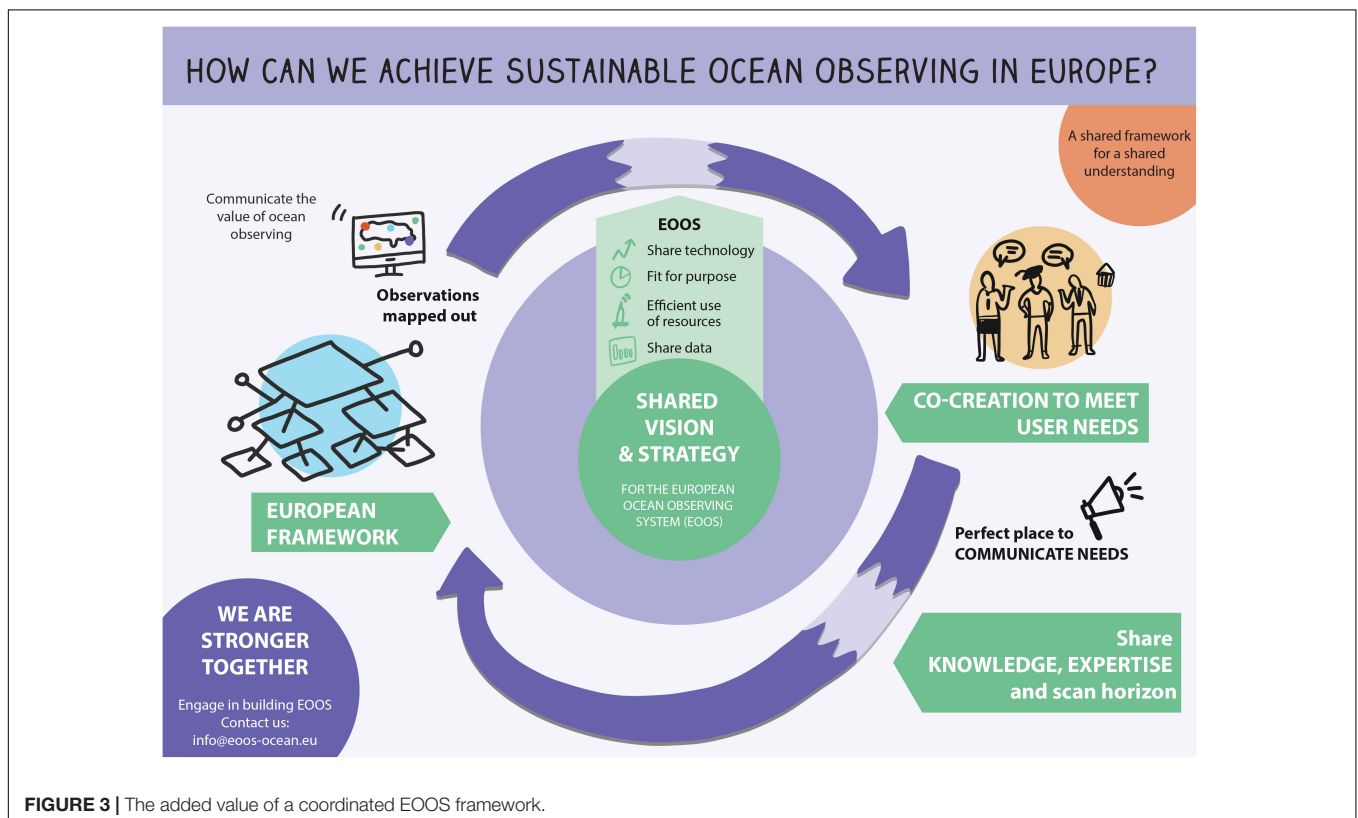 HOW CAN WE ACHIEVE SUSTAINABLE OCEAN OBSERVING IN EUROPE?
A shared framework
for a shared
understanding
Communicate the
value of ocean
observing
Observations
mapped out
EOOS
Share technology
Fit for purpose
Efficient use
of resources
Share data
SHARED
VISION
& STRATEGY
FOR THE EUROPEAN
OCEAN OBSERVING
SYSTEM (EOOS)
CO-CREATION TO MEET
USER NEEDS
EUROPEAN
FRAMEWORK
Perfect place to
COMMUNICATE NEEDS
WE ARE
STRONGER
TOGETHER
Engage in building EOOS
Contact us:
info@eoos-ocean.eu
Share
KNOWLEDGE, EXPERTISE
and scan horizon
FIGURE 3 | The added value of a coordinated EOOS framework.